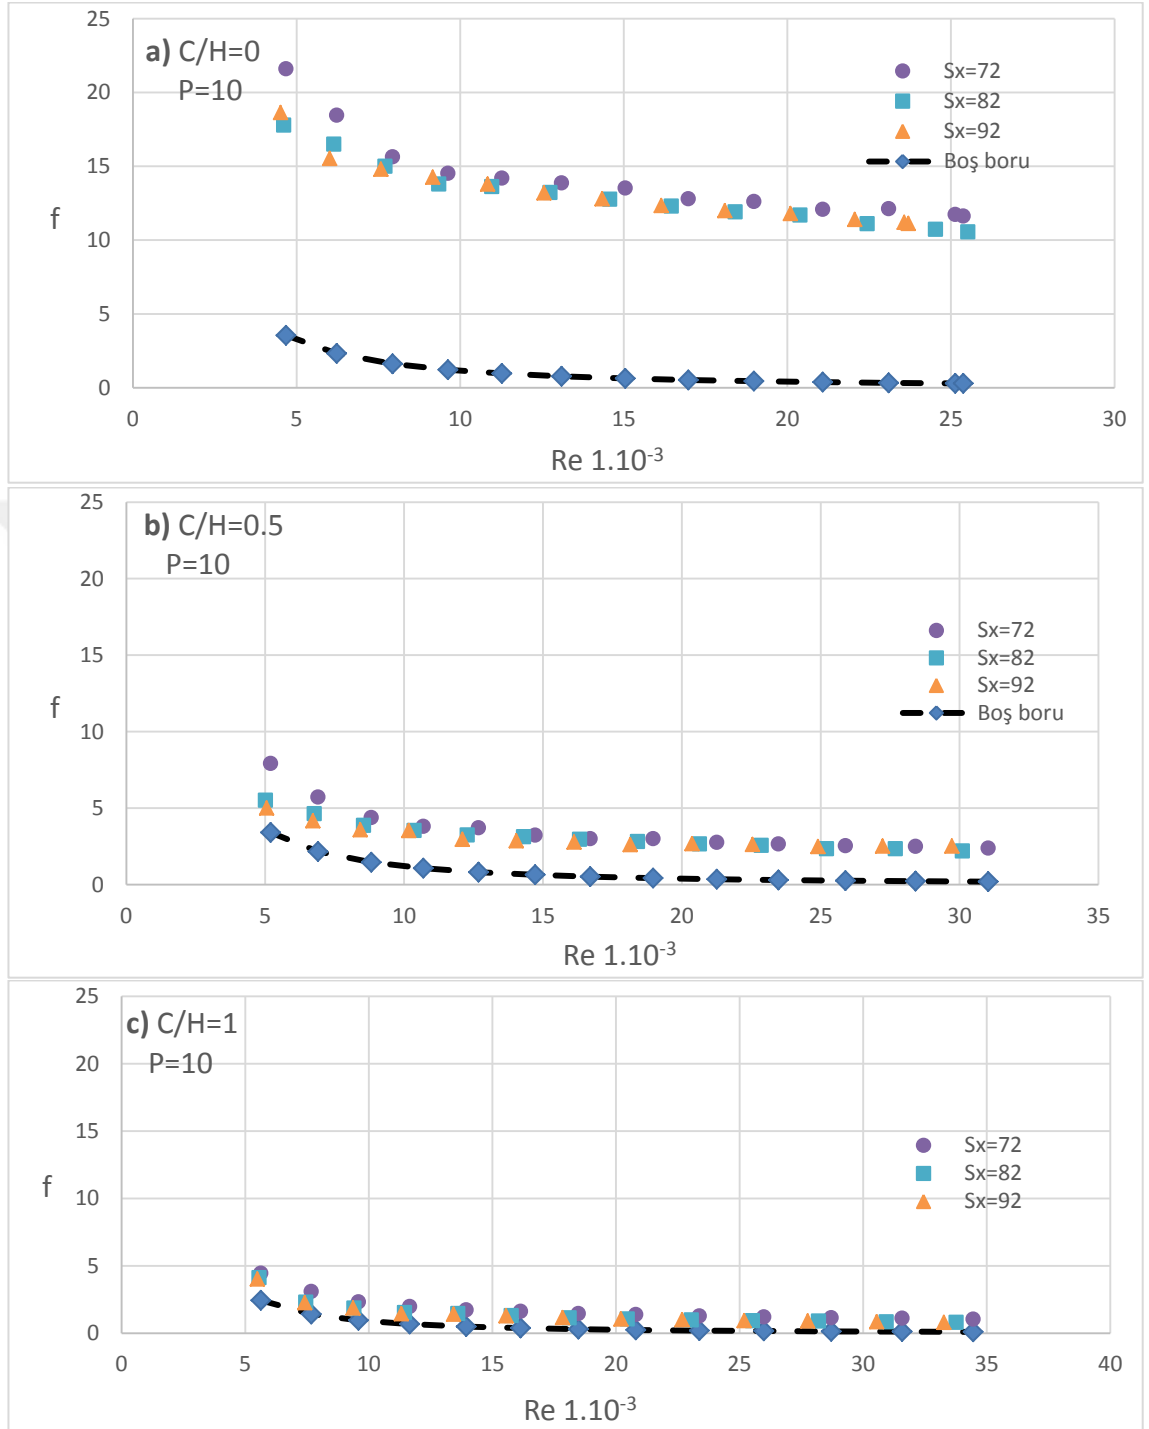 25
20
15
10
5
0
f
a) C/H=0
P=10
Sx=72
Sx=82
Sx=92
Boş boru
0 5 10 15 20 25 30
Re 1.10⁻³
25
20
15
10
5
0
f
b) C/H=0.5
P=10
Sx=72
Sx=82
Sx=92
Boş boru
0 5 10 15 20 25 30 35
Re 1.10⁻³
25
20
15
10
5
0
f
c) C/H=1
P=10
Sx=72
Sx=82
Sx=92
0 5 10 15 20 25 30 35 40
Re 1.10⁻³